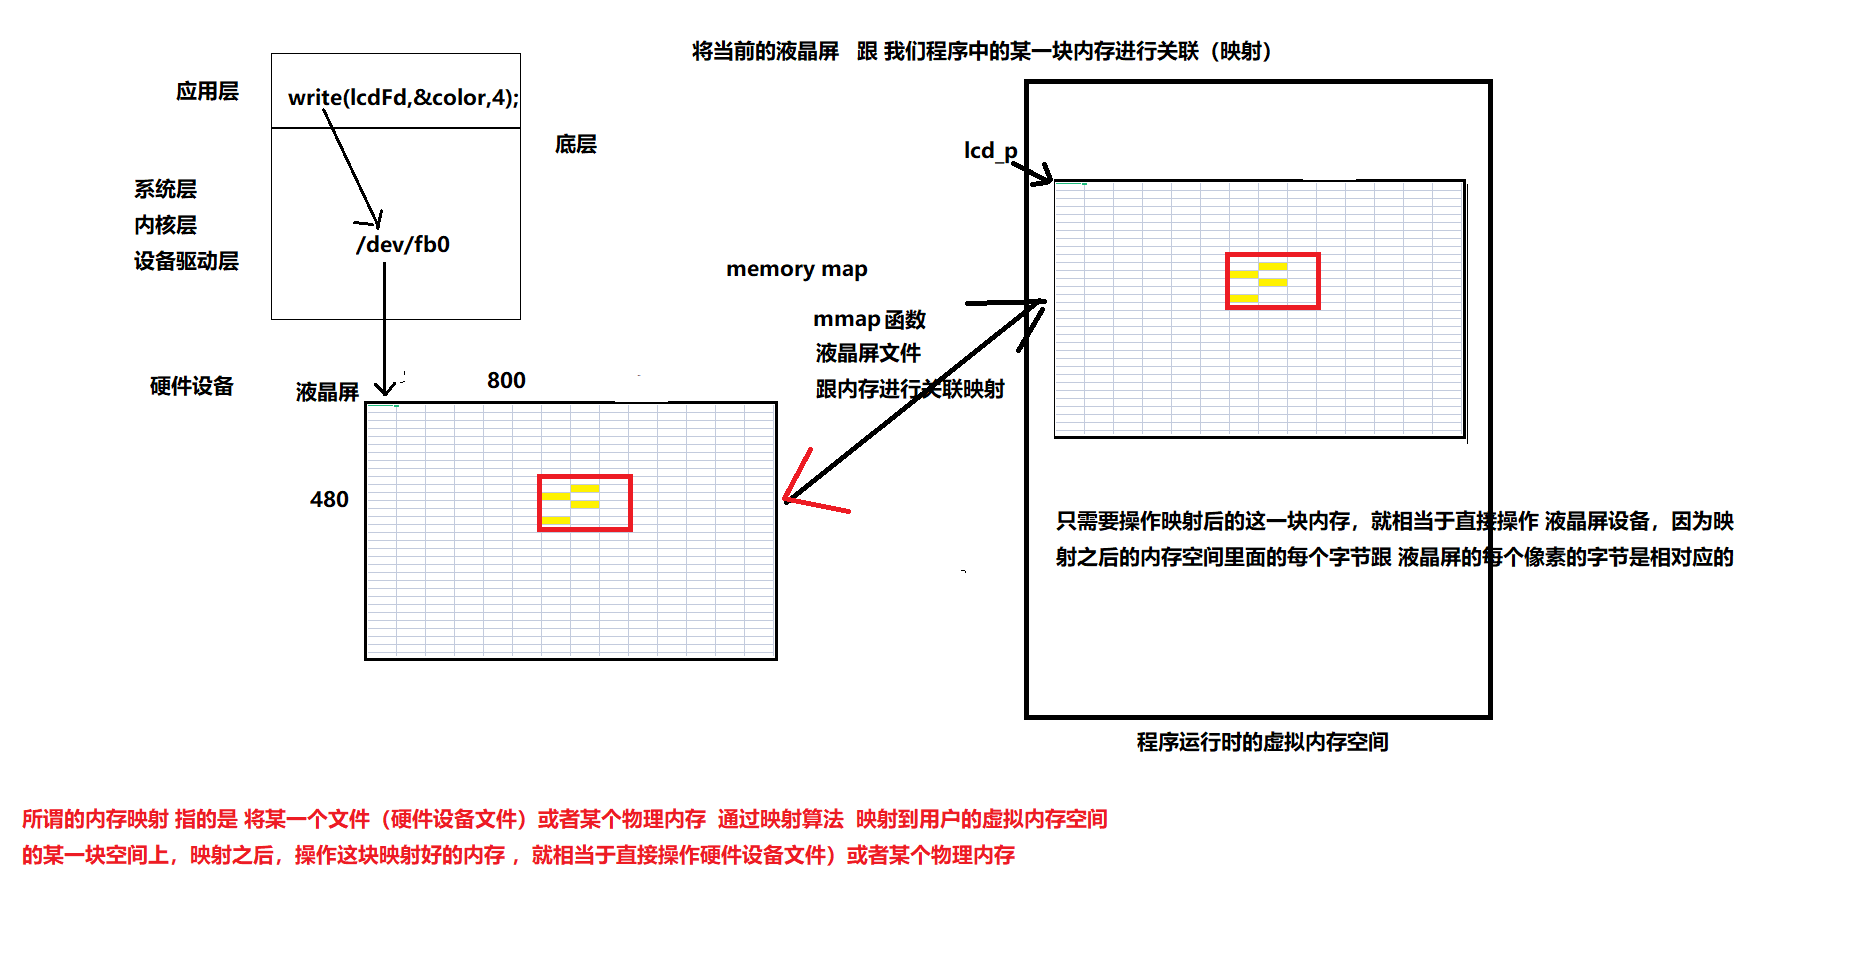 将当前的液晶屏 跟 我们程序中的某一块内存进行关联（映射）
应用层
write(lcdFd,&color,4);
底层
lcd_p
系统层
内核层
设备驱动层
/dev/fb0
memory map
mmap函数
液晶屏文件
跟内存进行关联映射
硬件设备
液晶屏
800
480
只需要操作映射后的这一块内存，就相当于直接操作 液晶屏设备，因为映
射之后的内存空间里面的每个字节跟 液晶屏的每个像素的字节是相对应的
程序运行时的虚拟内存空间
所谓的内存映射 指的是 将某一个文件（硬件设备文件）或者某个物理内存 通过映射算法 映射到用户的虚拟内存空间
的某一块空间上，映射之后，操作这块映射好的内存 ，就相当于直接操作硬件设备文件）或者某个物理内存